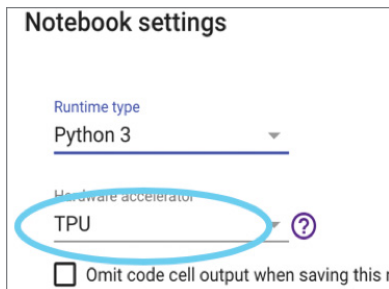 Notebook settings
Runtime type
Python 3
Hardware accelerator
TPU
Omit code cell output when saving this